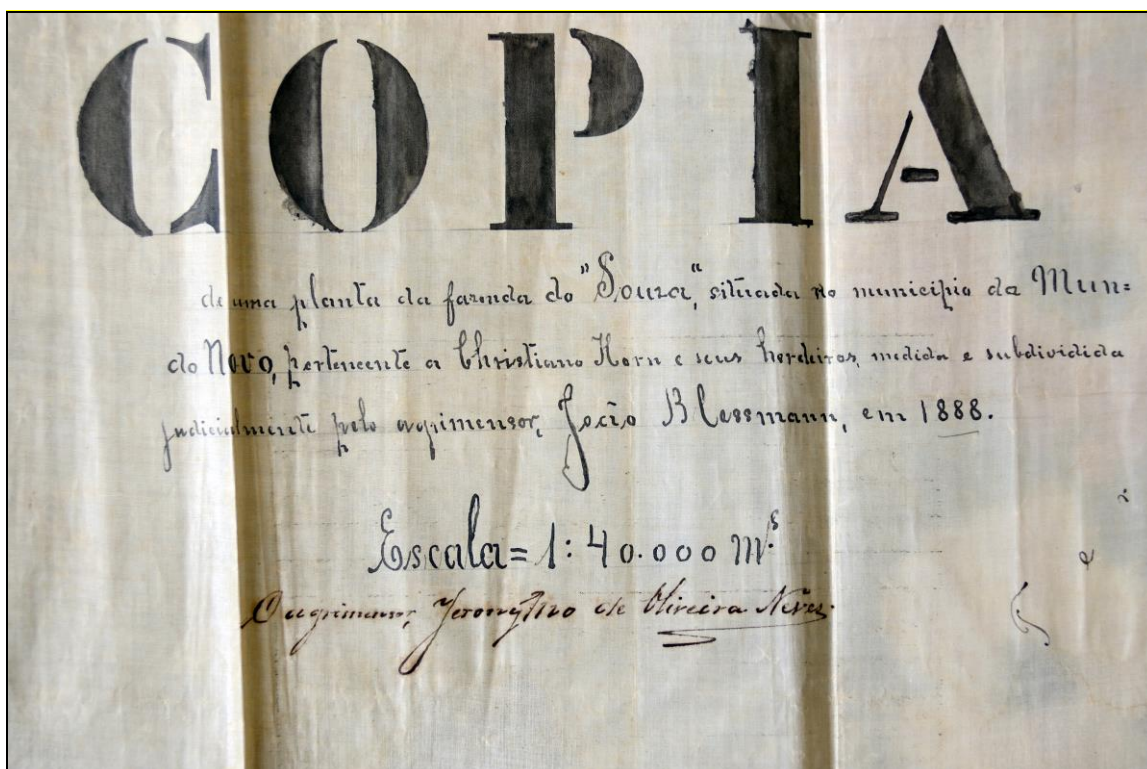 COPIA
de uma planta da fazenda do "Souza", situada no municipio da Mun=
do Novo, pertencente a Christiano Horn e seus herdeiros, medida e subdividida
judicialmente pelo agrimensor, João Blessmann, em 1888.
Escala = 1:40.000 m.s
O agrimensor, Jeronymo de Oliveira Neves.